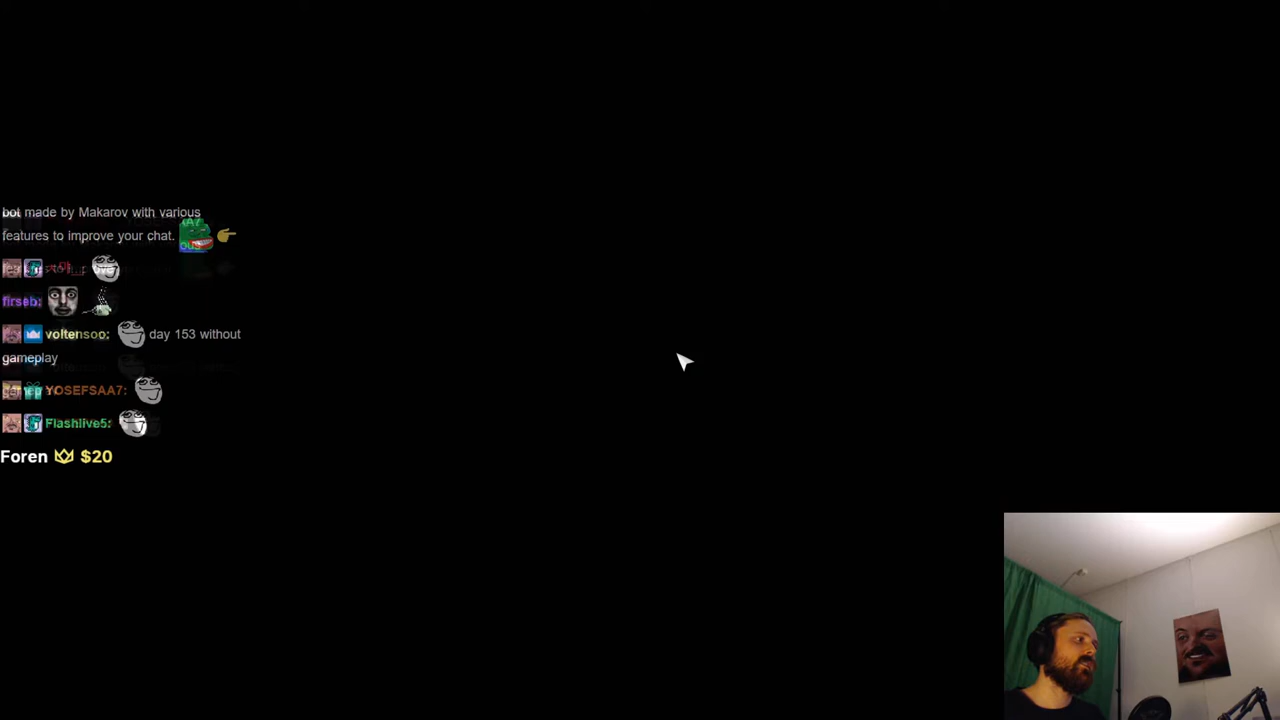 bot made by Makarov with various
features to improve your chat.
firseb:
voltensoo: day 153 without
gameplay
YOSEFSAA7:
Flashlive5:
Foren $20